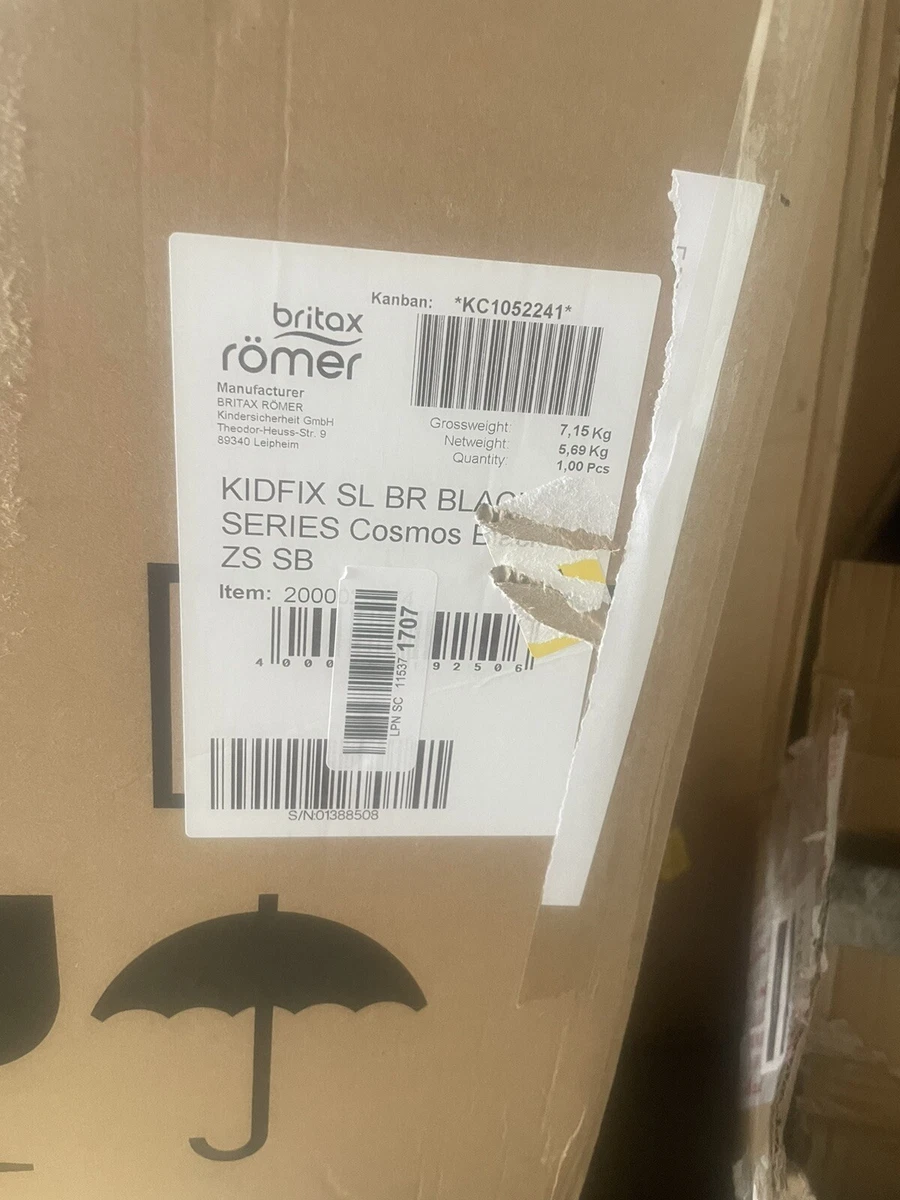 Kanban: *KC1052241*
britax
römer
Manufacturer
BRITAX RÖMER
Kindersicherheit GmbH
Theodor-Heuss-Str. 9
89340 Leipheim
Grossweight: 7,15 Kg
Netweight: 5,69 Kg
Quantity: 1,00 Pcs
KIDFIX SL BR
SERIES Cosmos
ZS SB
Item:
LPN SC 11537 1707
S/N:01388508